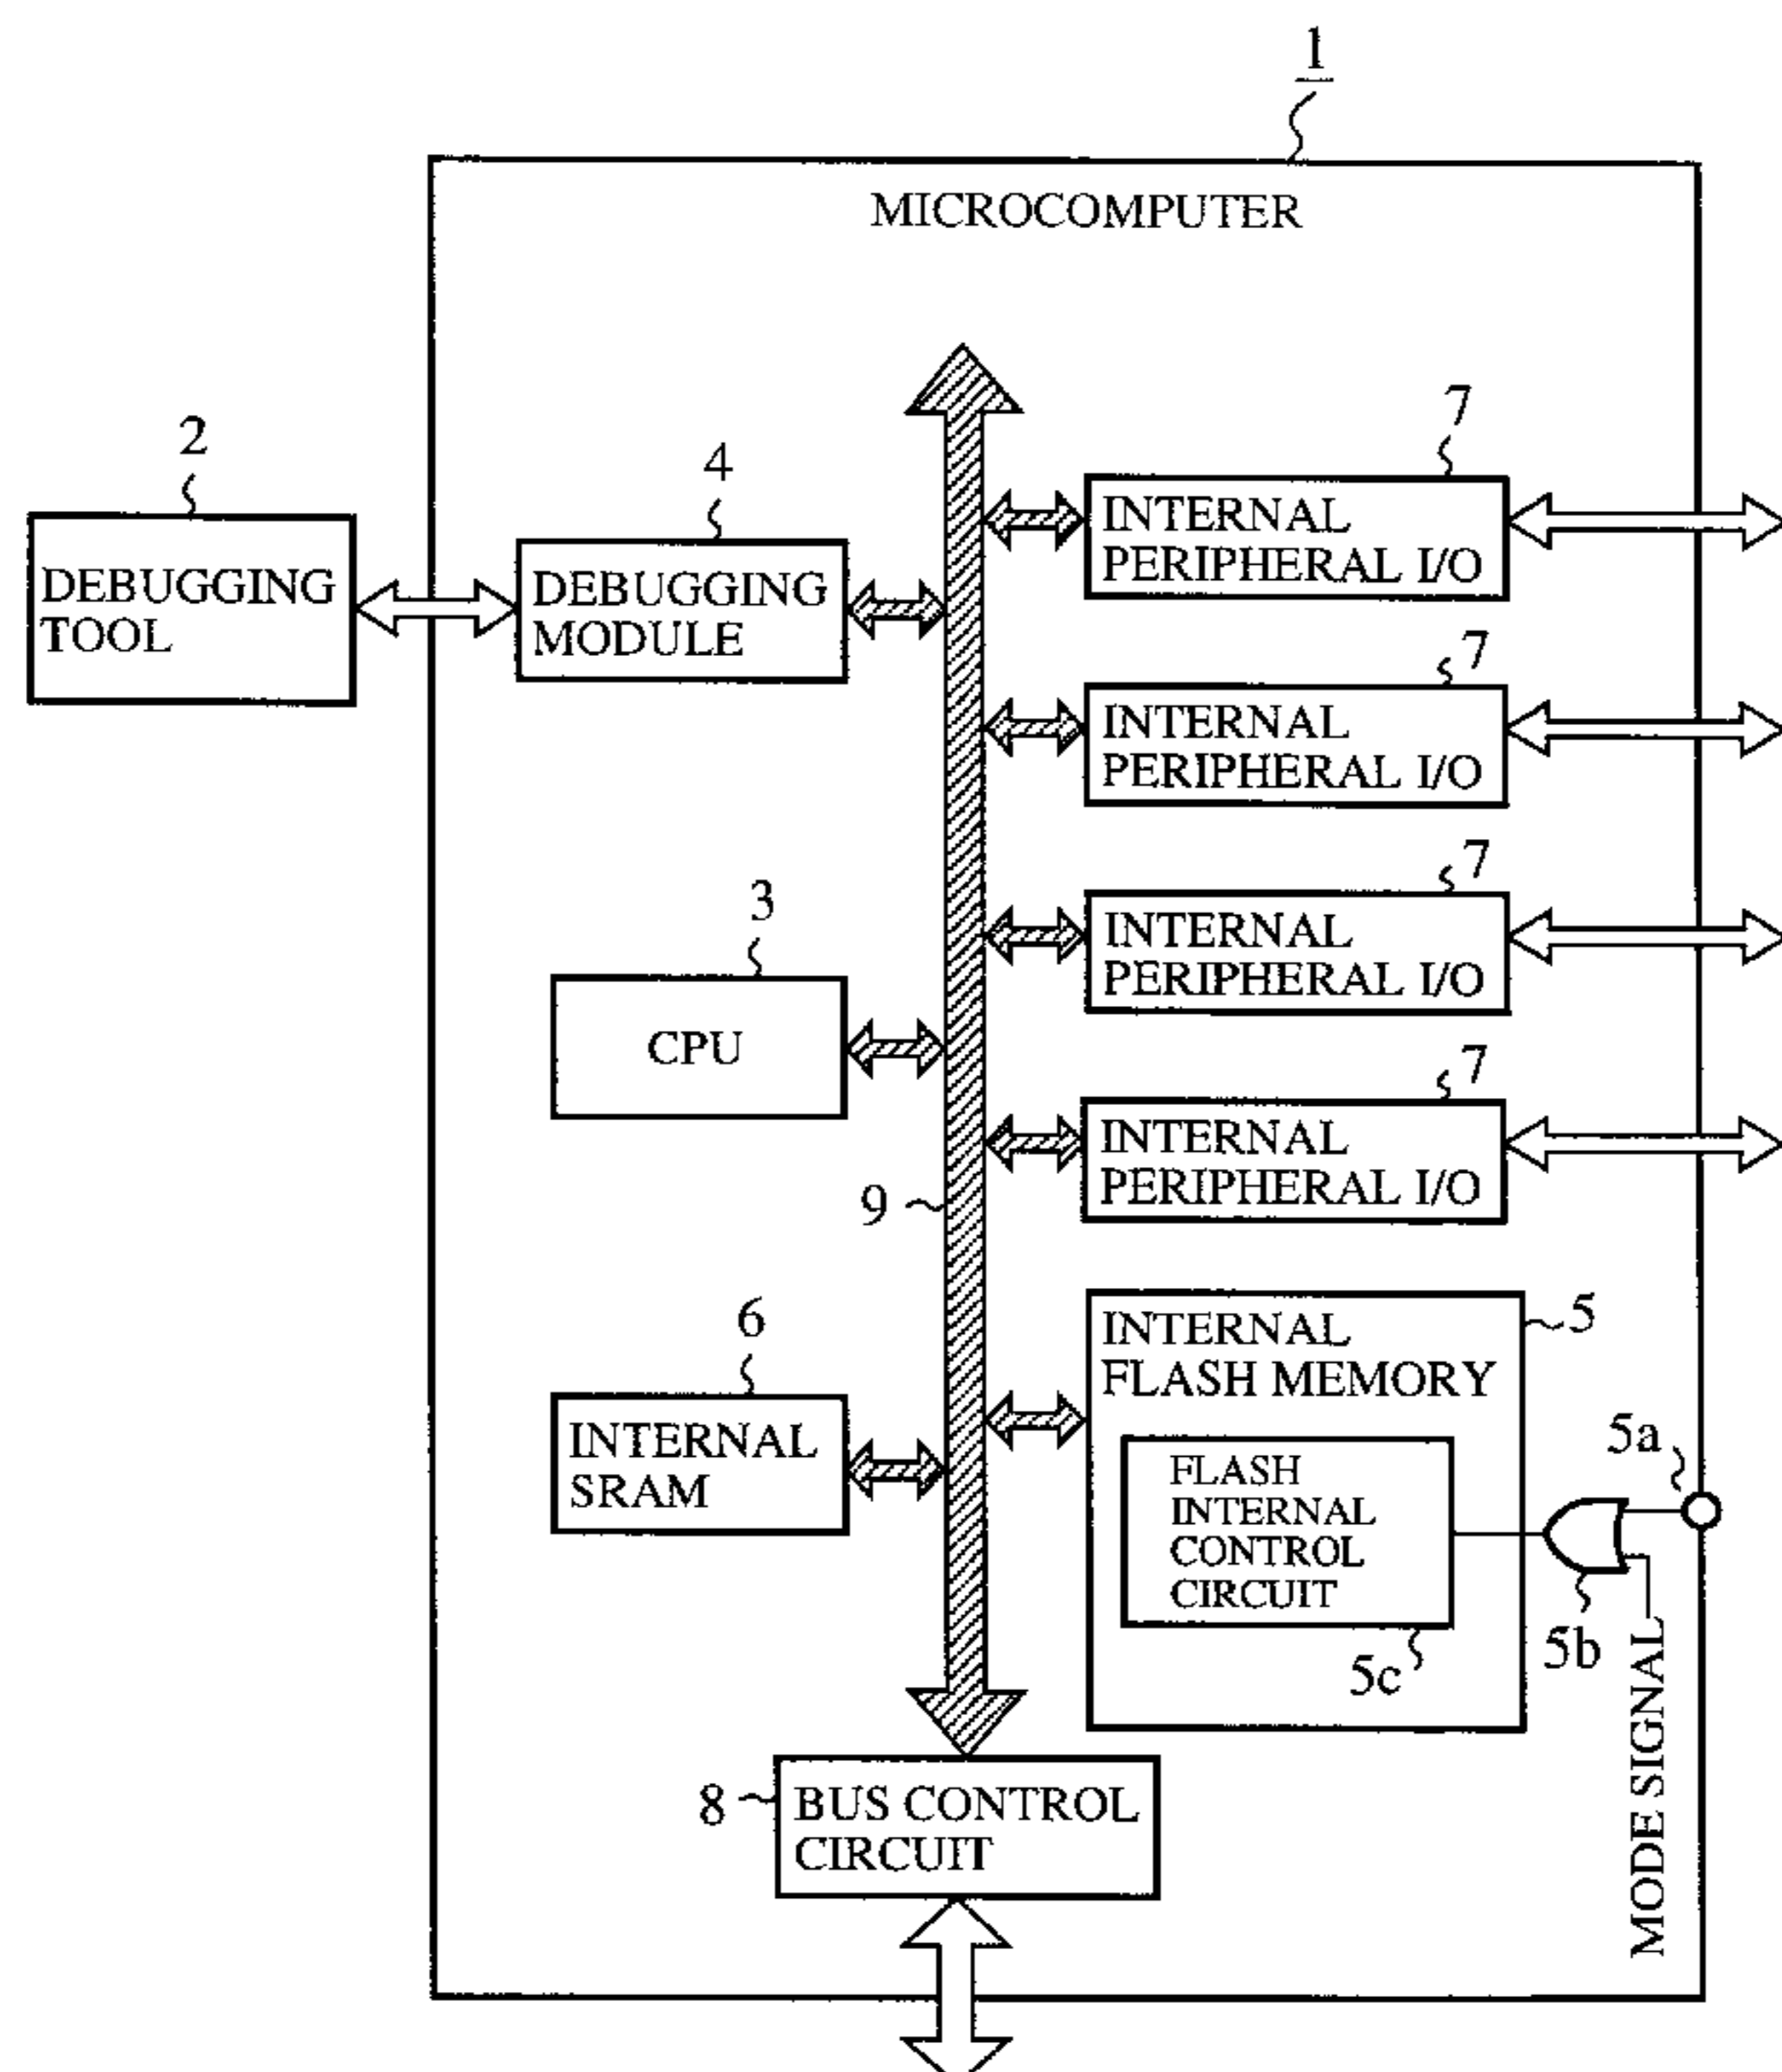 1
MICROCOMPUTER
2
DEBUGGING
TOOL
4
DEBUGGING
MODULE
7
INTERNAL
PERIPHERAL I/O
7
INTERNAL
PERIPHERAL I/O
3
CPU
7
INTERNAL
PERIPHERAL I/O
7
INTERNAL
PERIPHERAL I/O
9
6
INTERNAL
SRAM
5
INTERNAL
FLASH MEMORY
FLASH
INTERNAL
CONTROL
CIRCUIT
5c
5a
5b
MODE SIGNAL
8
BUS CONTROL
CIRCUIT